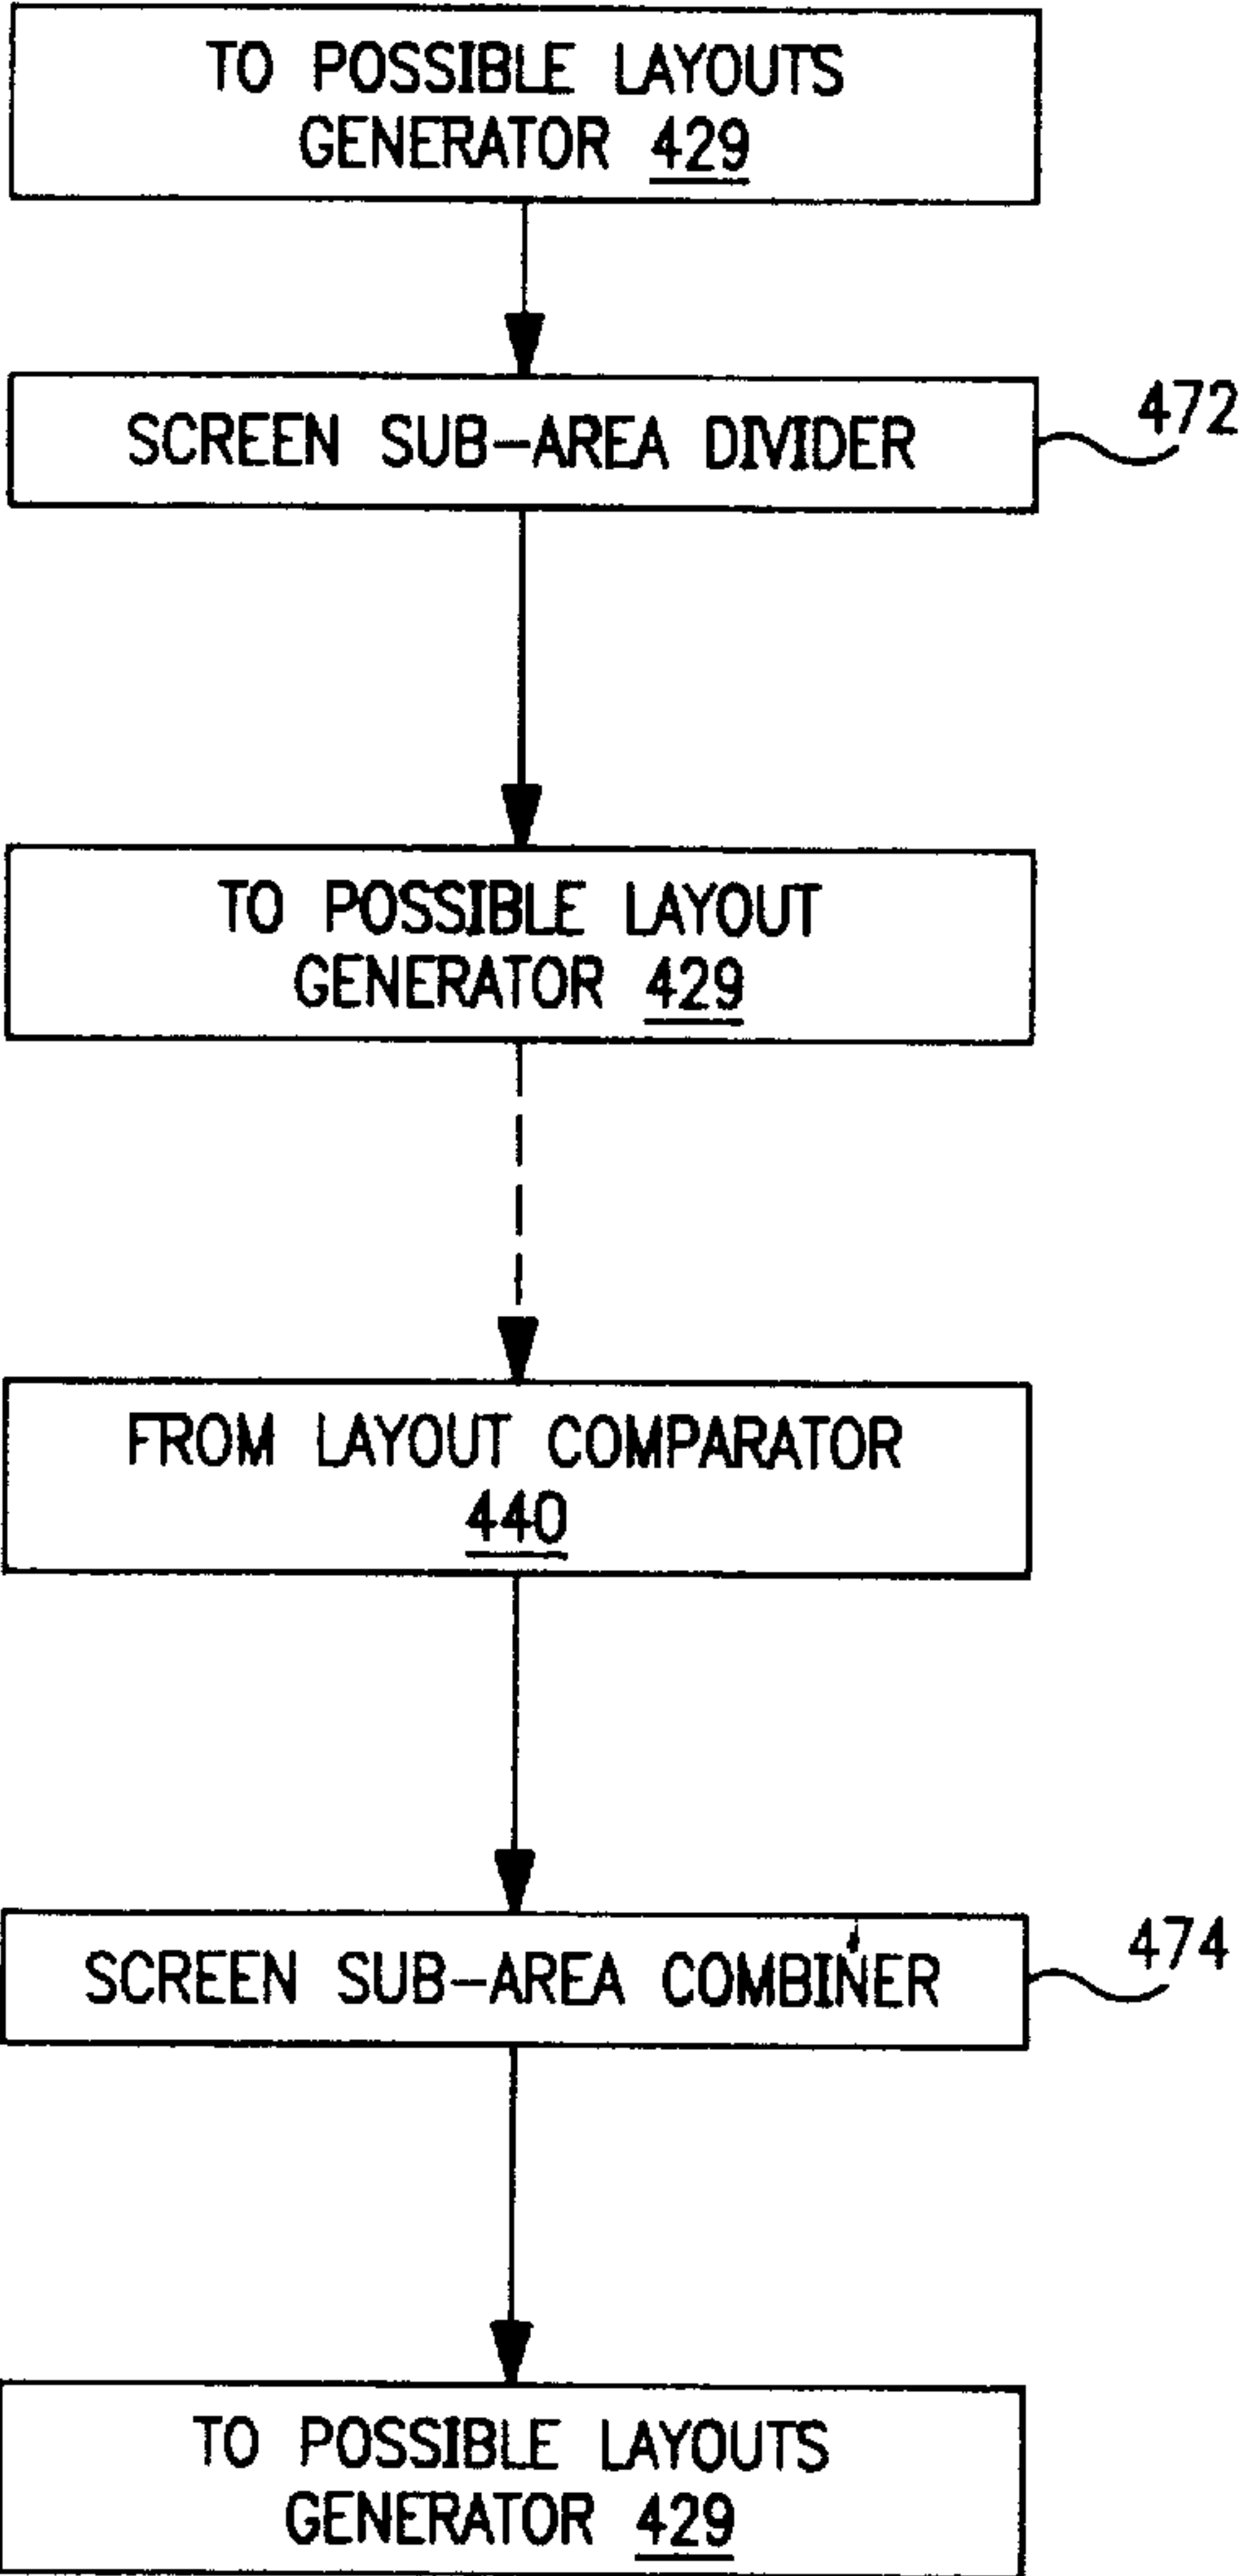 TO POSSIBLE LAYOUTS
GENERATOR 429
SCREEN SUB-AREA DIVIDER
472
TO POSSIBLE LAYOUT
GENERATOR 429
FROM LAYOUT COMPARATOR
440
SCREEN SUB-AREA COMBINER
474
TO POSSIBLE LAYOUTS
GENERATOR 429